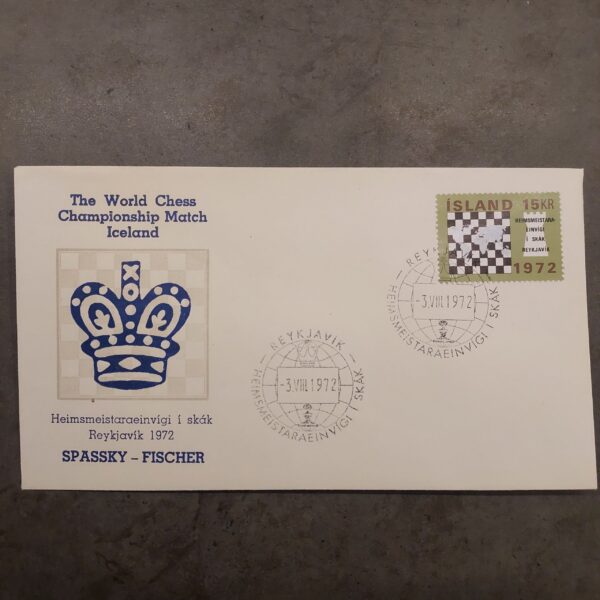 The World Chess
Championship Match
Iceland
Heimsmeistaraeinvígi í skák
Reykjavík 1972
SPASSKY – FISCHER
ÍSLAND 15KR
HEIMSMEISTARA-
EINVÍGI
Í SKÁK
REYKJAVÍK
1972
REYKJAVÍK
-3.VIII.1972
HEIMSMEISTARAEINVÍGI Í SKÁK
REYKJAVÍK
-3.VIII.1972
HEIMSMEISTARAEINVÍGI Í SKÁK